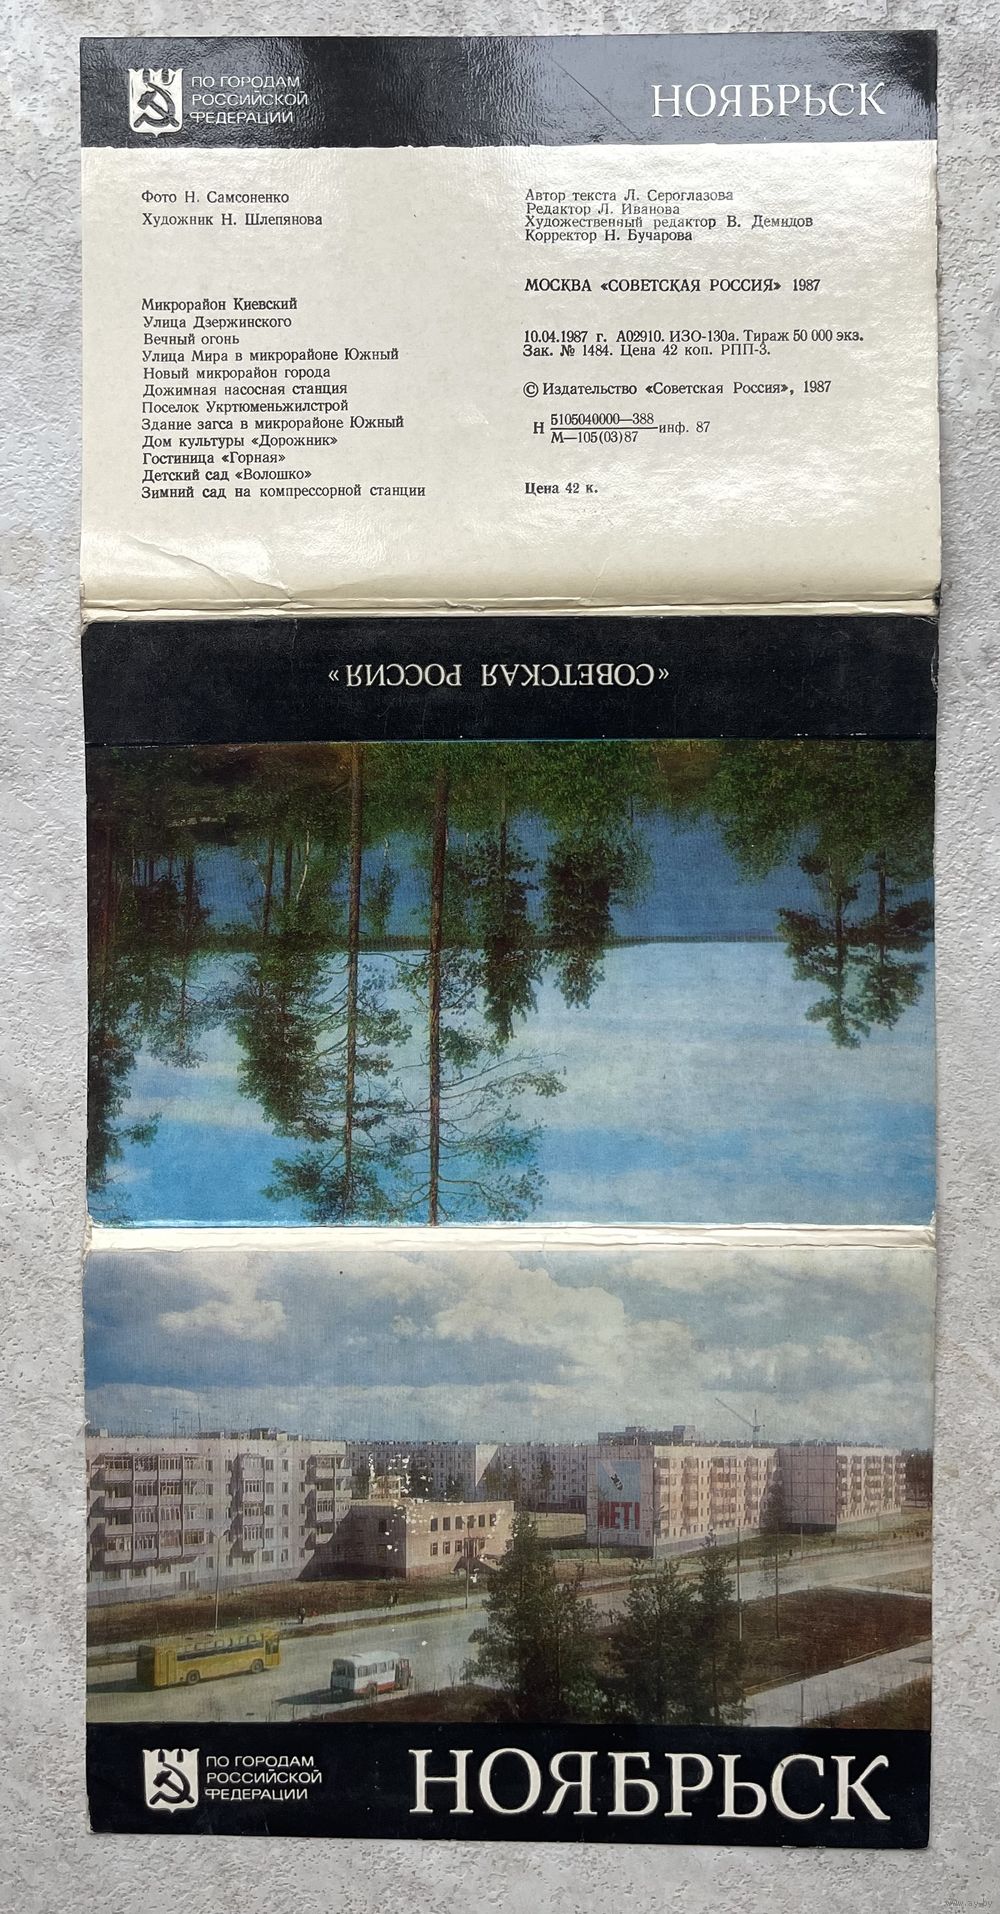 ПО ГОРОДАМ
РОССИЙСКОЙ
ФЕДЕРАЦИИ
НОЯБРЬСК
Фото Н. Самсоненко
Художник Н. Шлепянова
Микрорайон Киевский
Улица Дзержинского
Вечный огонь
Улица Мира в микрорайоне Южный
Новый микрорайон города
Дожимная насосная станция
Поселок Укртюменьжилстрой
Здание загса в микрорайоне Южный
Дом культуры «Дорожник»
Гостиница «Горная»
Детский сад «Волошко»
Зимний сад на компрессорной станции
Автор текста Л. Сероглазова
Редактор Л. Иванова
Художественный редактор В. Демидов
Корректор Н. Бучарова
МОСКВА «СОВЕТСКАЯ РОССИЯ» 1987
10.04.1987 г. А02910. ИЗО-130а. Тираж 50 000 экз.
Зак. № 1484. Цена 42 коп. РПП-3.
© Издательство «Советская Россия», 1987
Н 5105040000—388 инф. 87
М—105(03)87
Цена 42 к.
«СОВЕТСКАЯ РОССИЯ»
НЕТ!
ПО ГОРОДАМ
РОССИЙСКОЙ
ФЕДЕРАЦИИ
НОЯБРЬСК
www.ay.by